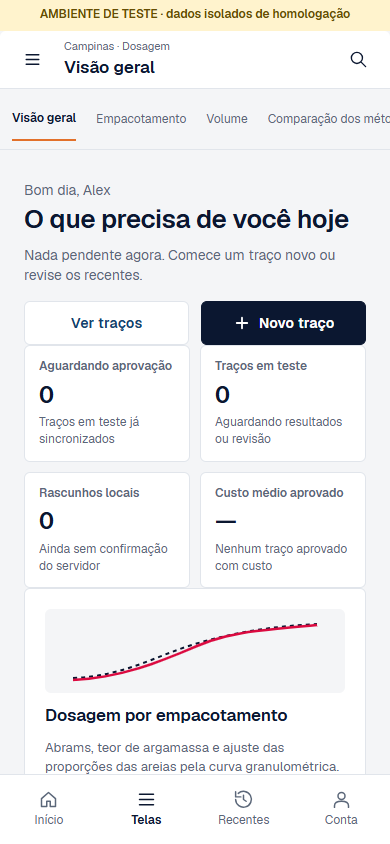 AMBIENTE DE TESTE · dados isolados de homologação
Campinas · Dosagem
Visão geral
Visão geral
Empacotamento
Volume
Comparação dos
Bom dia, Alex
O que precisa de você hoje
Nada pendente agora. Comece um traço novo ou
revise os recentes.
Ver traços
Novo traço
Aguardando aprovação
0
Traços em teste já
sincronizados
Traços em teste
0
Aguardando resultados
ou revisão
Rascunhos locais
0
Ainda sem confirmação
do servidor
Custo médio aprovado
—
Nenhum traço aprovado
com custo
Dosagem por empacotamento
Abrams, teor de argamassa e ajuste das
proporções das areias pela curva granulométrica.
Início
Telas
Recentes
Conta